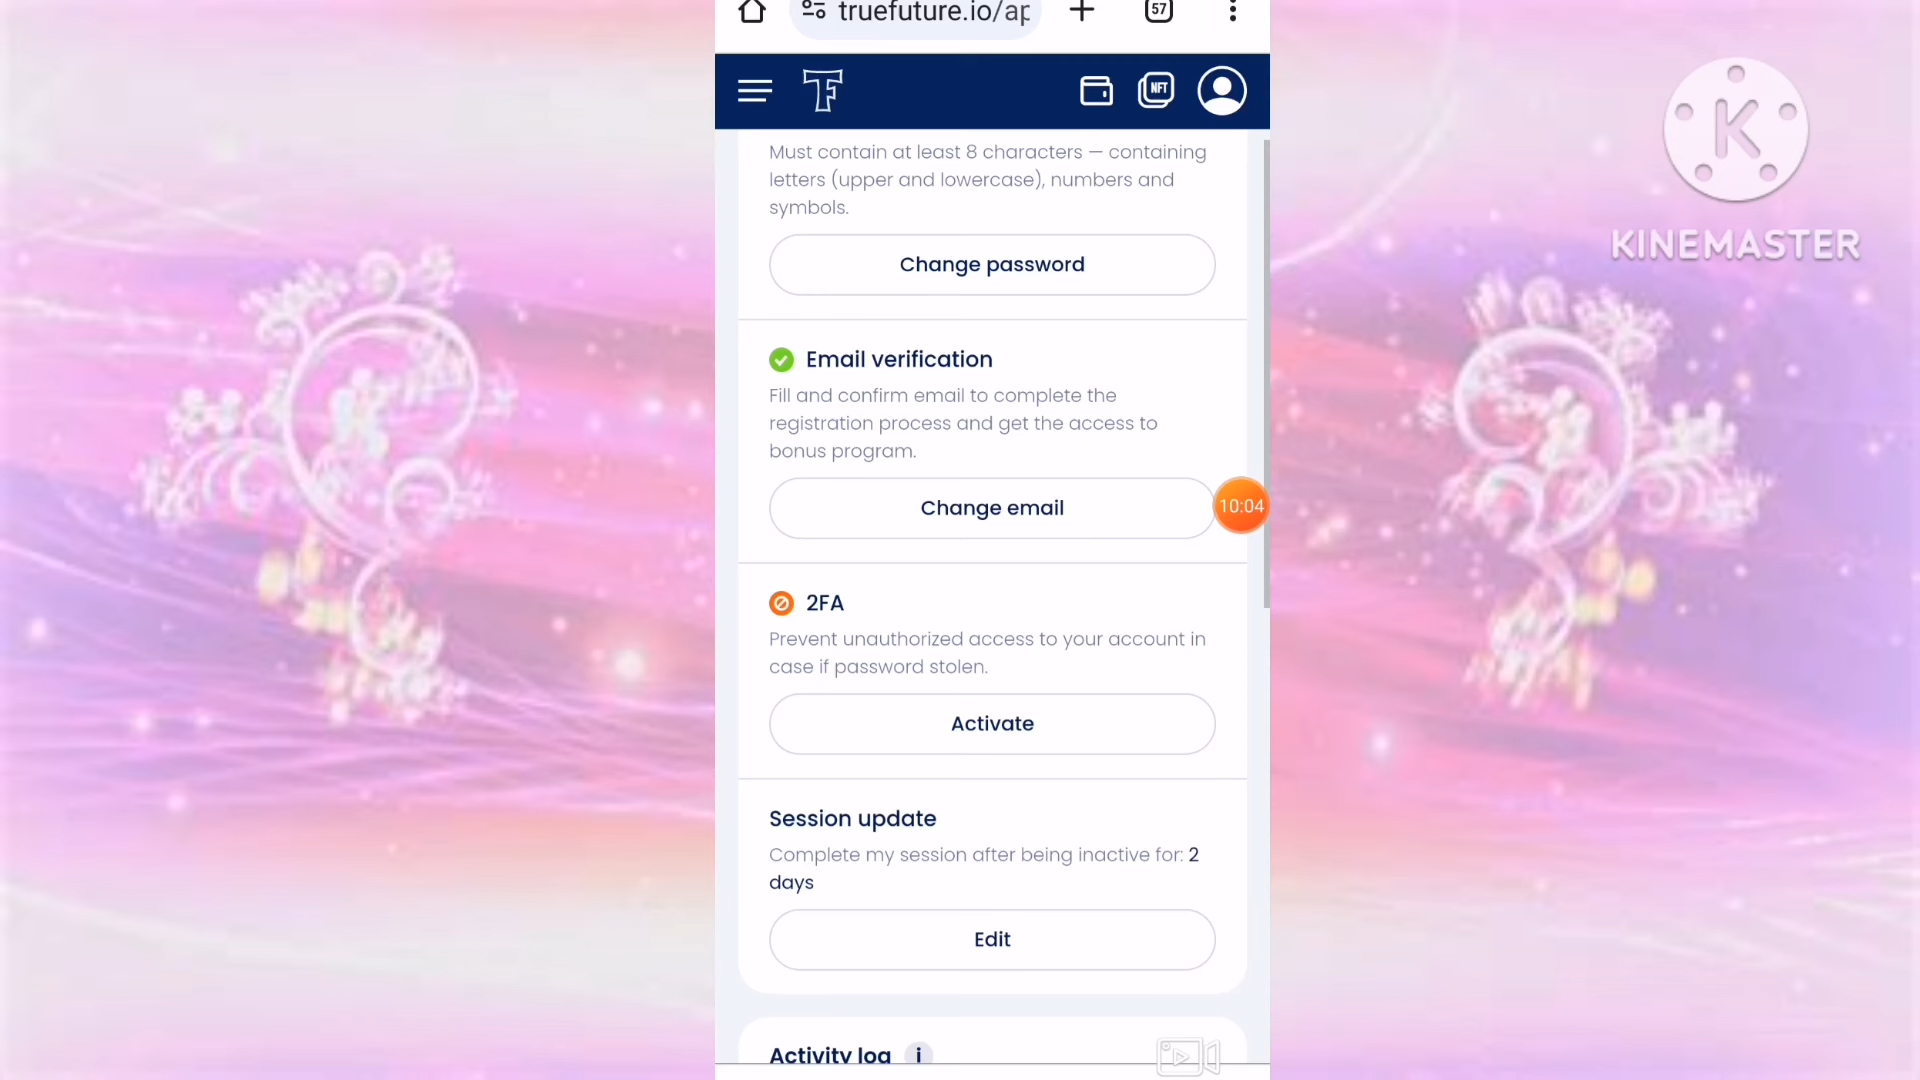 truefuture.io/ap
57
TF
NFT
Must contain at least 8 characters — containing
letters (upper and lowercase), numbers and
symbols.
Change password
Email verification
Fill and confirm email to complete the
registration process and get the access to
bonus program.
Change email
10:04
2FA
Prevent unauthorized access to your account in
case if password stolen.
Activate
Session update
Complete my session after being inactive for: 2
days
Edit
Activity log i
K
KINEMASTER